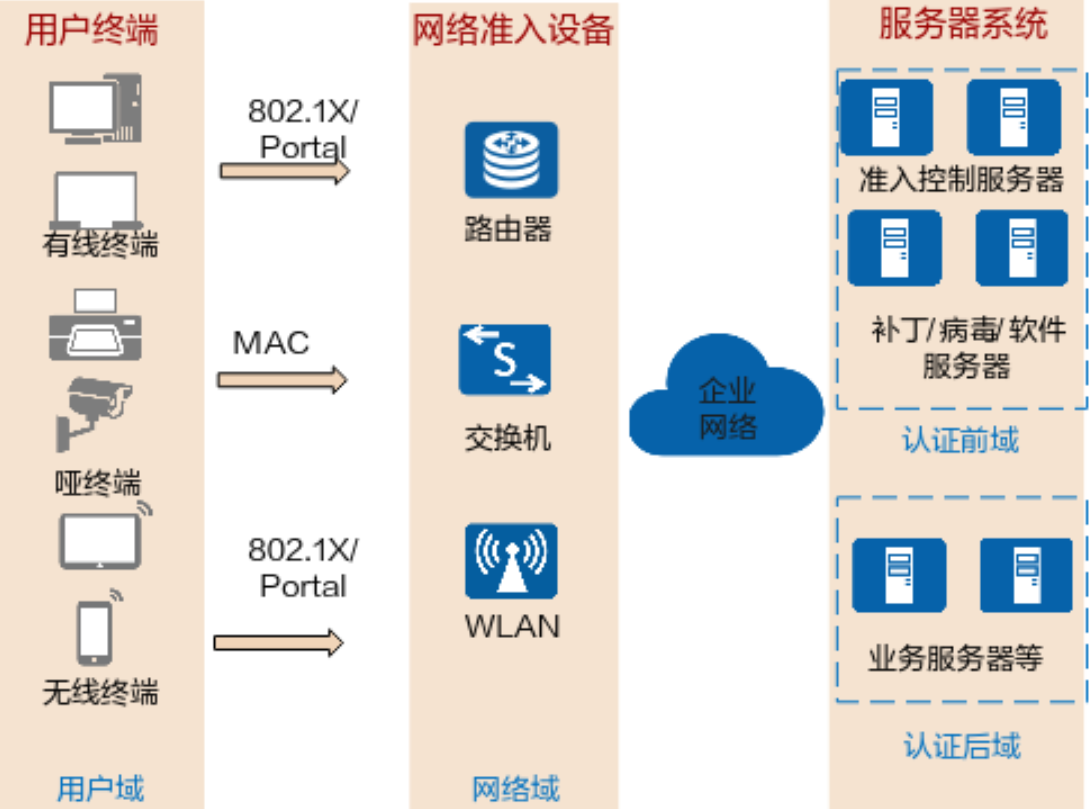 用户终端
网络准入设备
服务器系统
802.1X/
Portal
准入控制服务器
有线终端
路由器
补丁/病毒/软件
服务器
MAC
企业
网络
交换机
认证前域
哑终端
802.1X/
Portal
WLAN
业务服务器等
无线终端
认证后域
用户域
网络域
S